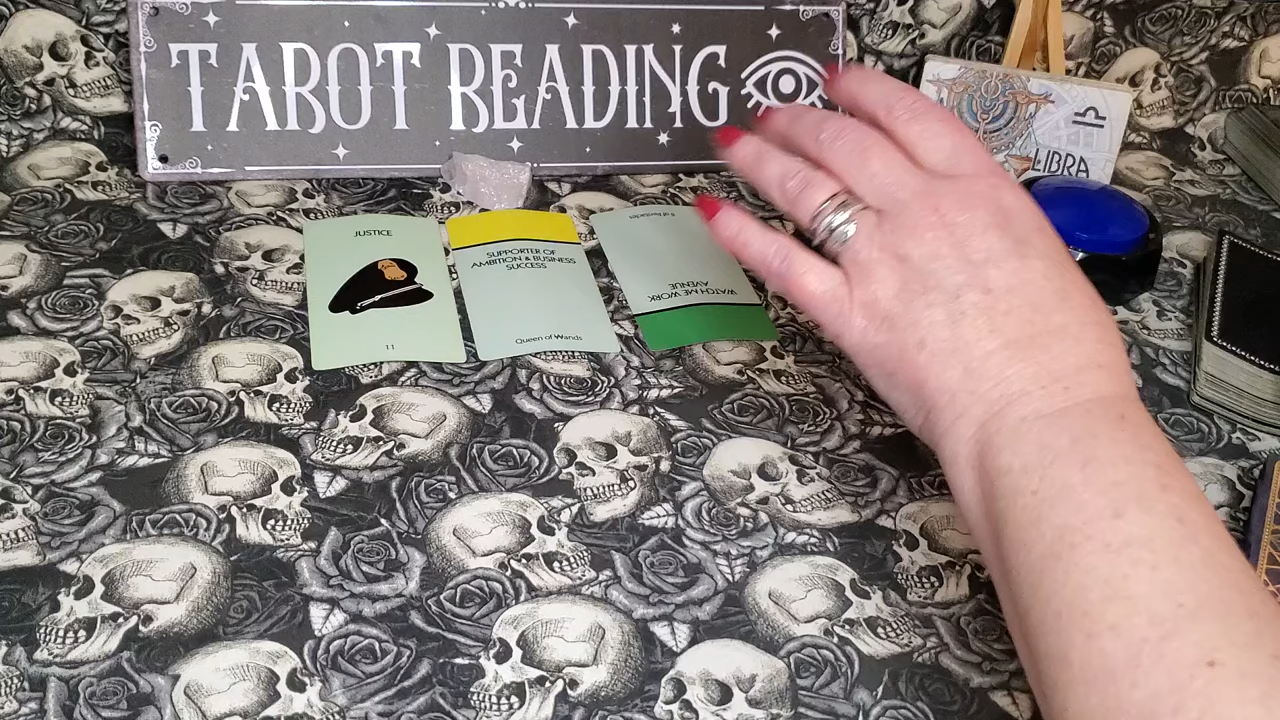 TAROT READING
LIBRA
JUSTICE
11
SUPPORTER OF
AMBITION & BUSINESS
SUCCESS
Queen of Wands
WATCH ME WORK
AVENUE
of Pentacles